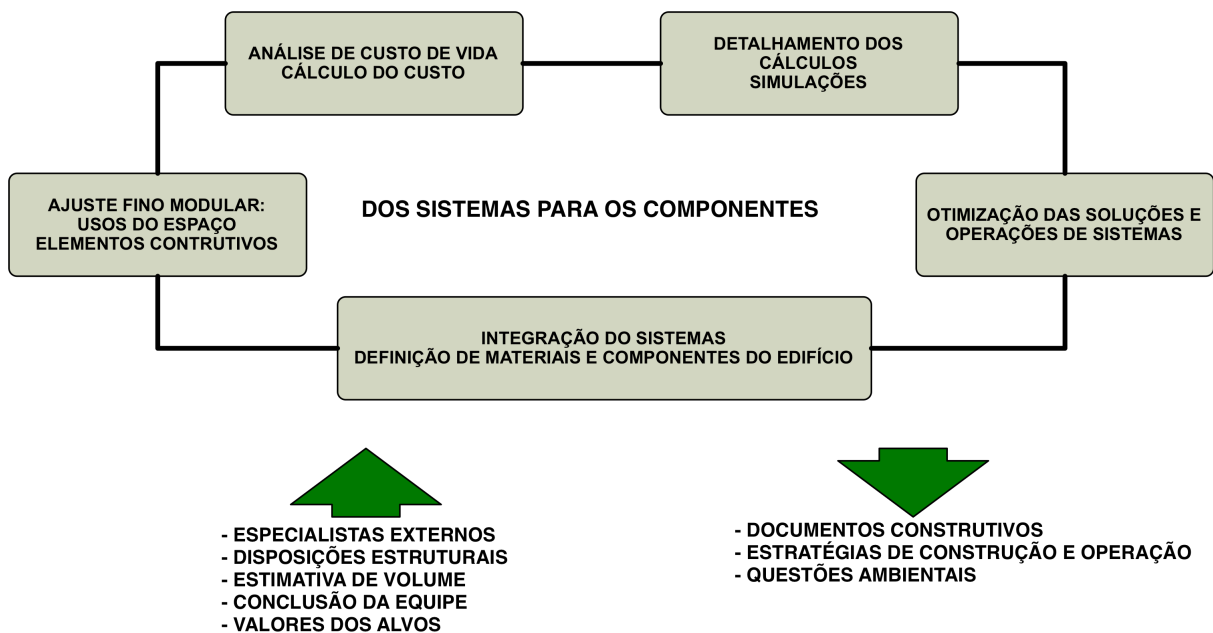 ANÁLISE DE CUSTO DE VIDA
CÁLCULO DO CUSTO
DETALHAMENTO DOS
CÁLCULOS
SIMULAÇÕES
AJUSTE FINO MODULAR:
USOS DO ESPAÇO
ELEMENTOS CONTRUTIVOS
DOS SISTEMAS PARA OS COMPONENTES
OTIMIZAÇÃO DAS SOLUÇÕES E
OPERAÇÕES DE SISTEMAS
INTEGRAÇÃO DO SISTEMAS
DEFINIÇÃO DE MATERIAIS E COMPONENTES DO EDIFÍCIO
- ESPECIALISTAS EXTERNOS
- DISPOSIÇÕES ESTRUTURAIS
- ESTIMATIVA DE VOLUME
- CONCLUSÃO DA EQUIPE
- VALORES DOS ALVOS
- DOCUMENTOS CONSTRUTIVOS
- ESTRATÉGIAS DE CONSTRUÇÃO E OPERAÇÃO
- QUESTÕES AMBIENTAIS